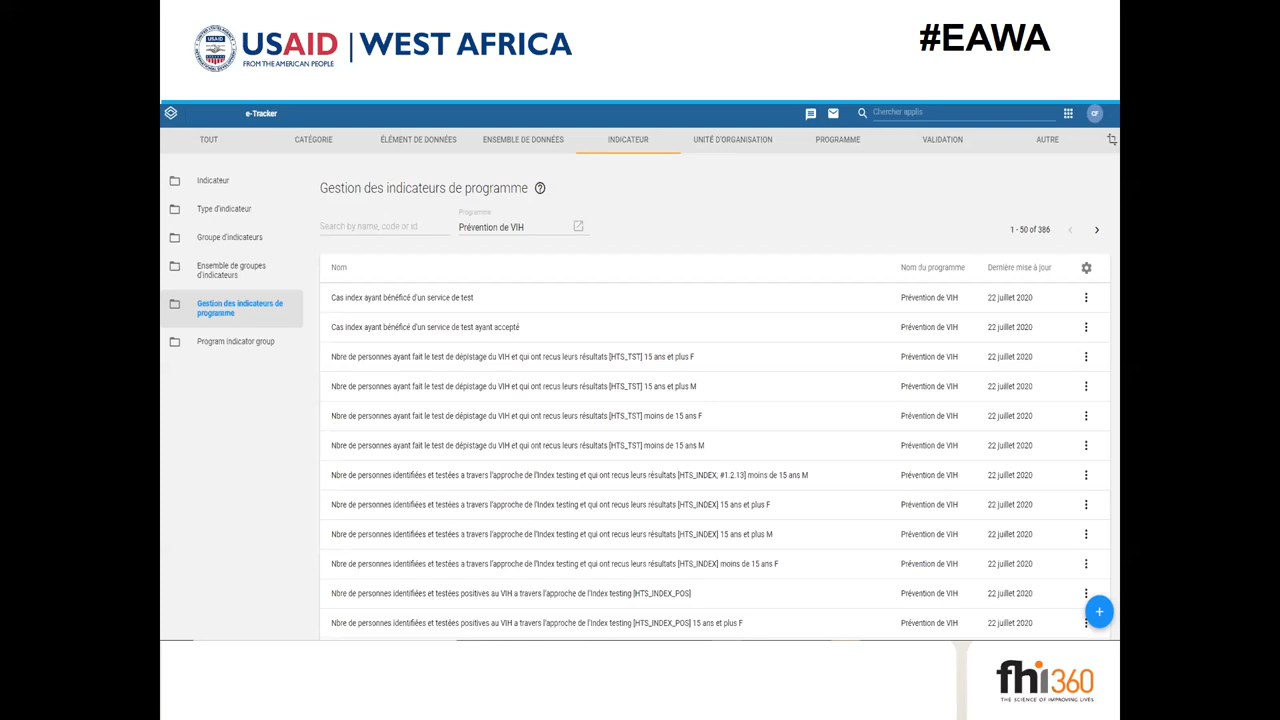 USAID
FROM THE AMERICAN PEOPLE
WEST AFRICA
#EAWA
e-Tracker
Chercher applis
CF
TOUT
CATÉGORIE
ÉLÉMENT DE DONNÉES
ENSEMBLE DE DONNÉES
INDICATEUR
UNITÉ D'ORGANISATION
PROGRAMME
VALIDATION
AUTRE
Indicateur
Type d'indicateur
Groupe d'indicateurs
Ensemble de groupes
d'indicateurs
Gestion des indicateurs de
programme
Program indicator group
Gestion des indicateurs de programme
Search by name, code or id
Programme
Prévention de VIH
1 - 50 of 386
Nom Nom du programme Dernière mise à jour
Cas index ayant bénéficé d'un service de test Prévention de VIH 22 juillet 2020
Cas index ayant bénéficé d'un service de test ayant accepté Prévention de VIH 22 juillet 2020
Nbre de personnes ayant fait le test de dépistage du VIH et qui ont recus leurs résultats [HTS_TST] 15 ans et plus F Prévention de VIH 22 juillet 2020
Nbre de personnes ayant fait le test de dépistage du VIH et qui ont recus leurs résultats [HTS_TST] 15 ans et plus M Prévention de VIH 22 juillet 2020
Nbre de personnes ayant fait le test de dépistage du VIH et qui ont recus leurs résultats [HTS_TST] moins de 15 ans F Prévention de VIH 22 juillet 2020
Nbre de personnes ayant fait le test de dépistage du VIH et qui ont recus leurs résultats [HTS_TST] moins de 15 ans M Prévention de VIH 22 juillet 2020
Nbre de personnes identifiées et testées a travers l'approche de l'Index testing et qui ont recus leurs résultats [HTS_INDEX; #1.2.13] moins de 15 ans M Prévention de VIH 22 juillet 2020
Nbre de personnes identifiées et testées a travers l'approche de l'Index testing et qui ont recus leurs résultats [HTS_INDEX] 15 ans et plus F Prévention de VIH 22 juillet 2020
Nbre de personnes identifiées et testées a travers l'approche de l'Index testing et qui ont recus leurs résultats [HTS_INDEX] 15 ans et plus M Prévention de VIH 22 juillet 2020
Nbre de personnes identifiées et testées a travers l'approche de l'Index testing et qui ont recus leurs résultats [HTS_INDEX] moins de 15 ans F Prévention de VIH 22 juillet 2020
Nbre de personnes identifiées et testées positives au VIH a travers l'approche de l'Index testing [HTS_INDEX_POS] Prévention de VIH 22 juillet 2020
Nbre de personnes identifiées et testées positives au VIH a travers l'approche de l'Index testing [HTS_INDEX_POS] 15 ans et plus F Prévention de VIH 22 juillet 2020
fhi360
THE SCIENCE OF IMPROVING LIVES